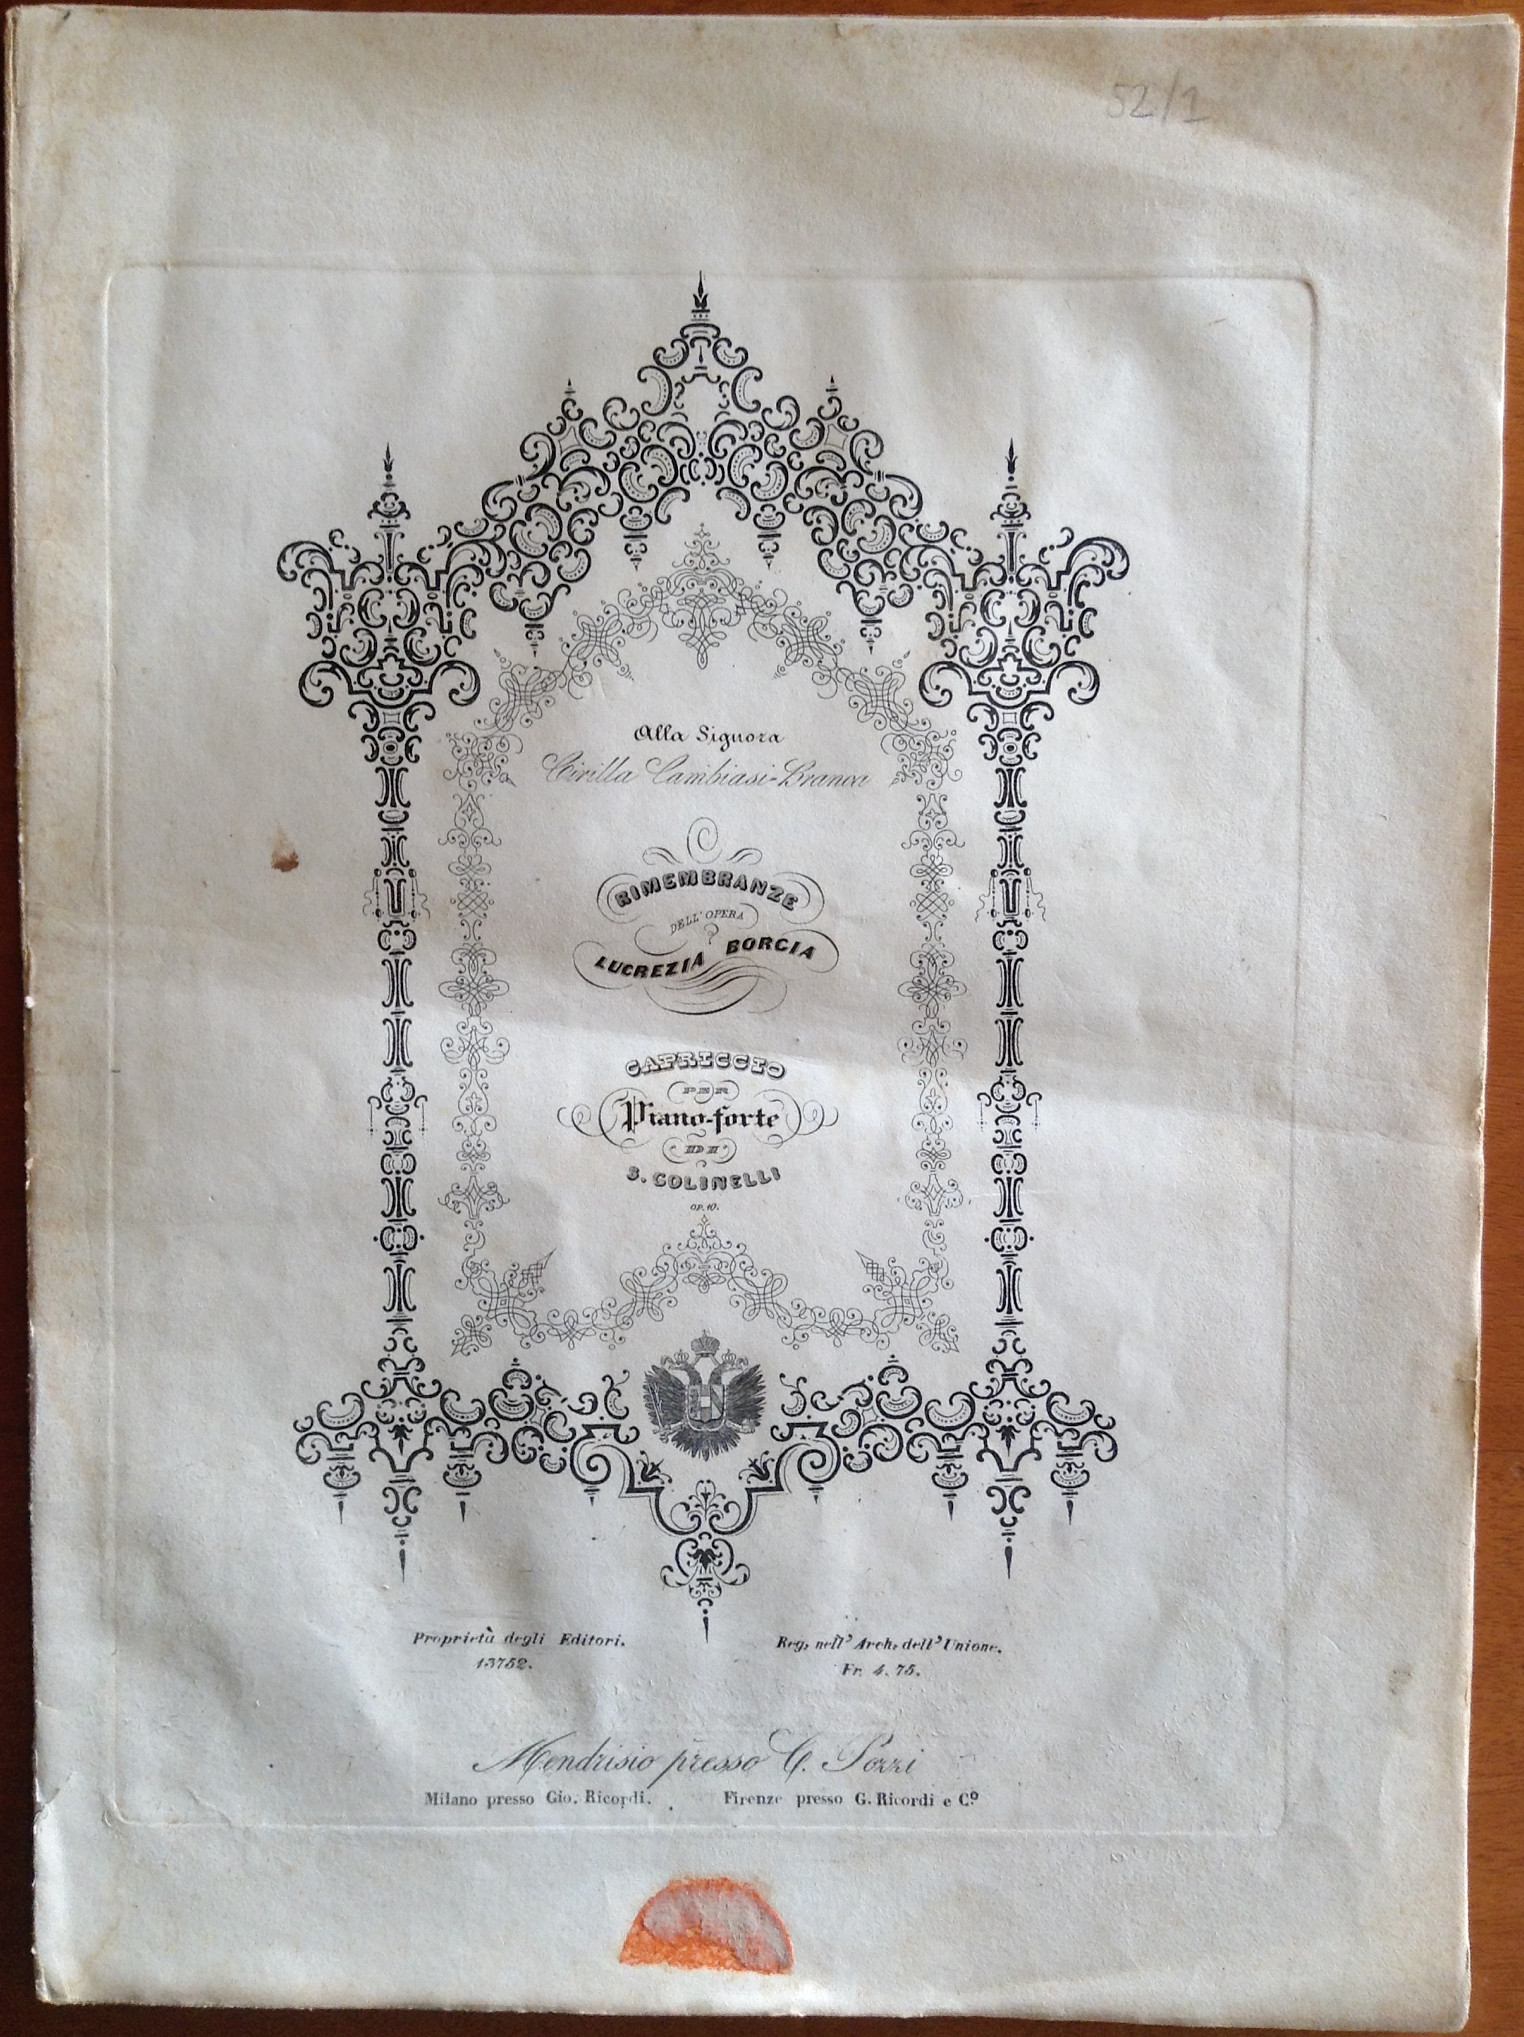 52/1
Alla Signora
Cirilla Cambiasi-Branca
RIMEMBRANZE
DELL' OPERA
LUCREZIA BORGIA
CAPRICCIO
PER
Piano-forte
DI
S. GOLINELLI
OP. 10.
Proprietà degli Editori.
13752.
Reg. nell' Arch. dell' Unione.
Fr. 4. 75.
Mendrisio presso C. Pozzi
Milano presso Gio. Ricordi.
Firenze presso G. Ricordi e Cº